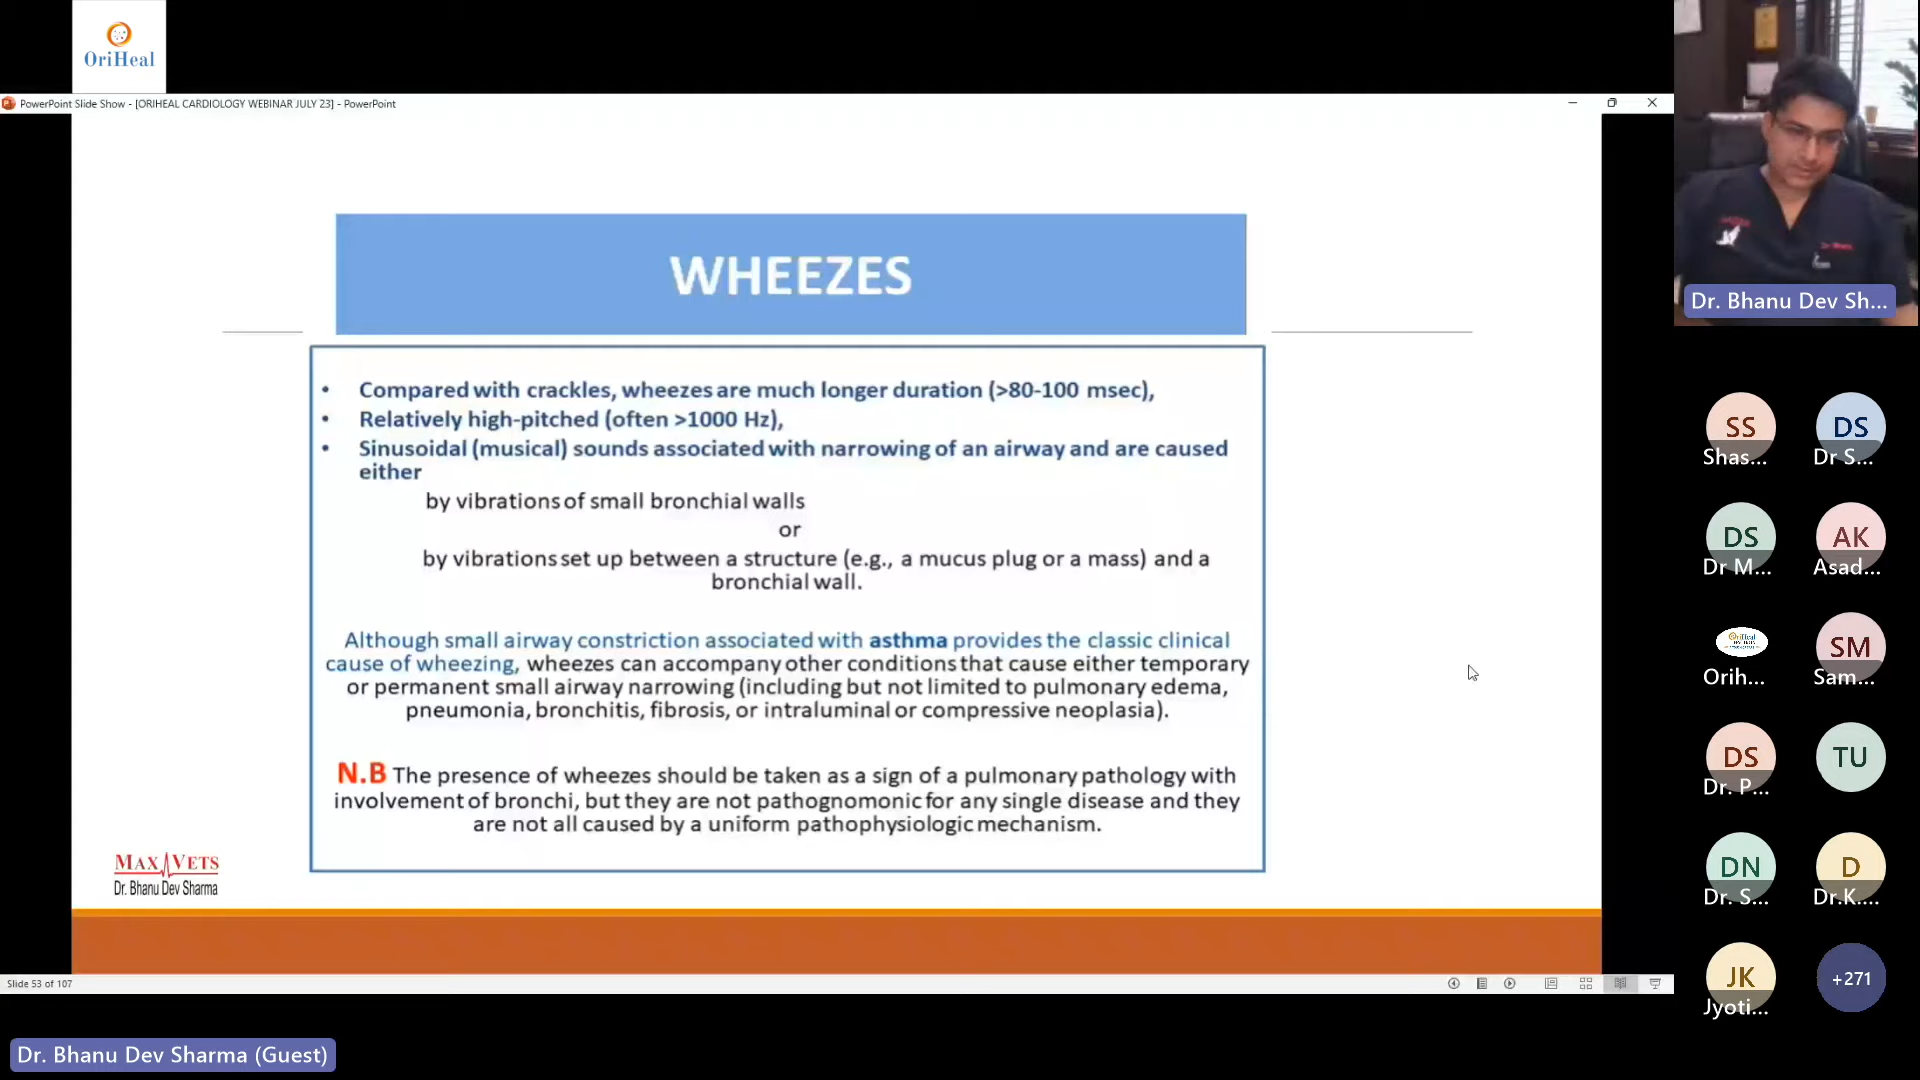 OriHeal
PowerPoint Slide Show - [ORIHEAL CARDIOLOGY WEBINAR JULY 23] - PowerPoint
WHEEZES
• Compared with crackles, wheezes are much longer duration (>80-100 msec),
• Relatively high-pitched (often >1000 Hz),
• Sinusoidal (musical) sounds associated with narrowing of an airway and are caused
either
by vibrations of small bronchial walls
or
by vibrations set up between a structure (e.g., a mucus plug or a mass) and a
bronchial wall.
Although small airway constriction associated with asthma provides the classic clinical
cause of wheezing, wheezes can accompany other conditions that cause either temporary
or permanent small airway narrowing (including but not limited to pulmonary edema,
pneumonia, bronchitis, fibrosis, or intraluminal or compressive neoplasia).
N.B The presence of wheezes should be taken as a sign of a pulmonary pathology with
involvement of bronchi, but they are not pathognomonic for any single disease and they
are not all caused by a uniform pathophysiologic mechanism.
MAX VETS
Dr. Bhanu Dev Sharma
Slide 53 of 107
Dr. Bhanu Dev Sharma (Guest)
Dr. Bhanu Dev Sh...
SS
Shas...
DS
Dr S...
DS
Dr M...
AK
Asad...
OriHeal
Orih...
SM
Sam...
DS
Dr. P...
TU
DN
Dr. S...
D
Dr.K....
JK
Jyoti...
+271